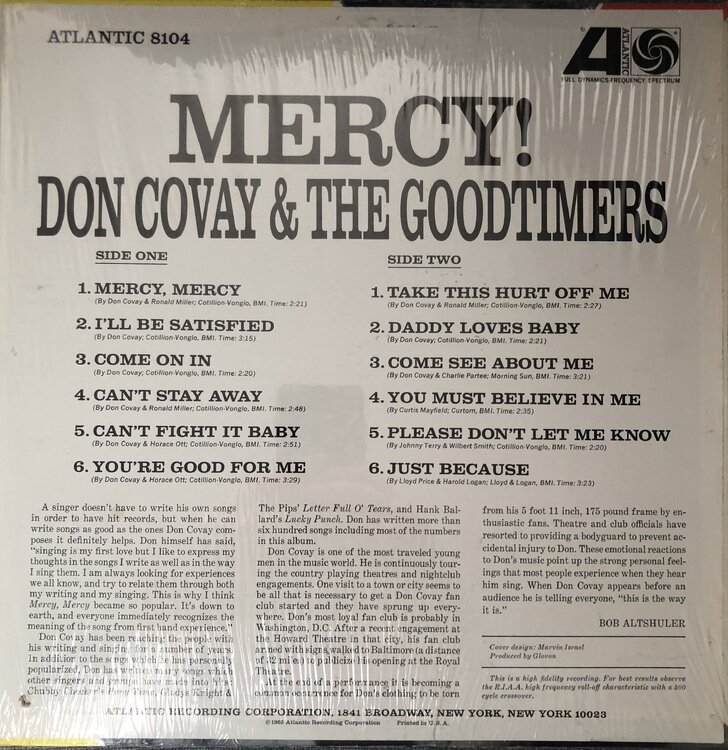 ATLANTIC 8104
ATLANTIC
FULL DYNAMICS-FREQUENCY SPECTRUM
MERCY!
DON COVAY & THE GOODTIMERS
SIDE ONE
1. MERCY, MERCY
(By Don Covay & Ronald Miller; Cotillion-Vonglo, BMI. Time: 2:21)
2. I'LL BE SATISFIED
(By Don Covay; Cotillion-Vonglo, BMI. Time: 3:15)
3. COME ON IN
(By Don Covay; Cotillion-Vonglo, BMI. Time: 2:20)
4. CAN'T STAY AWAY
(By Don Covay & Ronald Miller; Cotillion-Vonglo, BMI. Time: 2:48)
5. CAN'T FIGHT IT BABY
(By Don Covay & Horace Ott; Cotillion-Vonglo, BMI. Time: 2:51)
6. YOU'RE GOOD FOR ME
(By Don Covay & Horace Ott; Cotillion-Vonglo, BMI. Time: 3:29)
SIDE TWO
1. TAKE THIS HURT OFF ME
(By Don Covay & Ronald Miller; Cotillion-Vonglo, BMI. Time: 2:27)
2. DADDY LOVES BABY
(By Don Covay; Cotillion-Vonglo, BMI. Time: 2:21)
3. COME SEE ABOUT ME
(By Don Covay & Charlie Partee; Morning Sun, BMI. Time: 3:21)
4. YOU MUST BELIEVE IN ME
(By Curtis Mayfield; Curtom, BMI. Time: 2:35)
5. PLEASE DON'T LET ME KNOW
(By Johnny Terry & Wilbert Smith; Cotillion-Vonglo, BMI. Time: 2:20)
6. JUST BECAUSE
(By Lloyd Price & Harold Logan; Lloyd & Logan, BMI. Time: 3:23)
A singer doesn't have to write his own songs
in order to have hit records, but when he can
write songs as good as the ones Don Covay com-
poses it definitely helps. Don himself has said,
"singing is my first love but I like to express my
thoughts in the songs I write as well as in the way
I sing them. I am always looking for experiences
we all know, and try to relate them through both
my writing and my singing. This is why I think
Mercy, Mercy became so popular. It's down to
earth, and everyone immediately recognizes the
meaning of the song from first hand experience."
Don Covay has been reaching the people with
his writing and singing for a number of years.
In addition to the songs he has personally
popularized, Don has written many songs which
other singers and groups have made into hits.
Chubby Checker's Pony Time, Gladys Knight &
The Pips' Letter Full O' Tears, and Hank Bal-
lard's Lucky Punch. Don has written more than
six hundred songs including most of the numbers
in this album.
Don Covay is one of the most traveled young
men in the music world. He is continuously tour-
ing the country playing theatres and nightclub
engagements. One visit to a town or city seems to
be all that is necessary to get a Don Covay fan
club started and they have sprung up every-
where. Don's most loyal fan club is probably in
Washington, D.C. After a recent engagement at
the Howard Theatre in that city, his fan club
armed with signs, walked to Baltimore (a distance
of 32 miles) to publicize his opening at the Royal
Theatre.
At the end of a performance it is becoming a
common occurrence for Don's clothing to be torn
from his 5 foot 11 inch, 175 pound frame by en-
thusiastic fans. Theatre and club officials have
resorted to providing a bodyguard to prevent ac-
cidental injury to Don. These emotional reactions
to Don's music point up the strong personal feel-
ings that most people experience when they hear
him sing. When Don Covay appears before an
audience he is telling everyone, "this is the way
it is."
BOB ALTSHULER
Cover design: Marvin Israel
Produced by Glovon
This is a high fidelity recording. For best results observe
the R.I.A.A. high frequency roll-off characteristic with a 500
cycle crossover.
ATLANTIC RECORDING CORPORATION, 1841 BROADWAY, NEW YORK, NEW YORK 10023
© 1965 Atlantic Recording Corporation Printed in U.S.A.